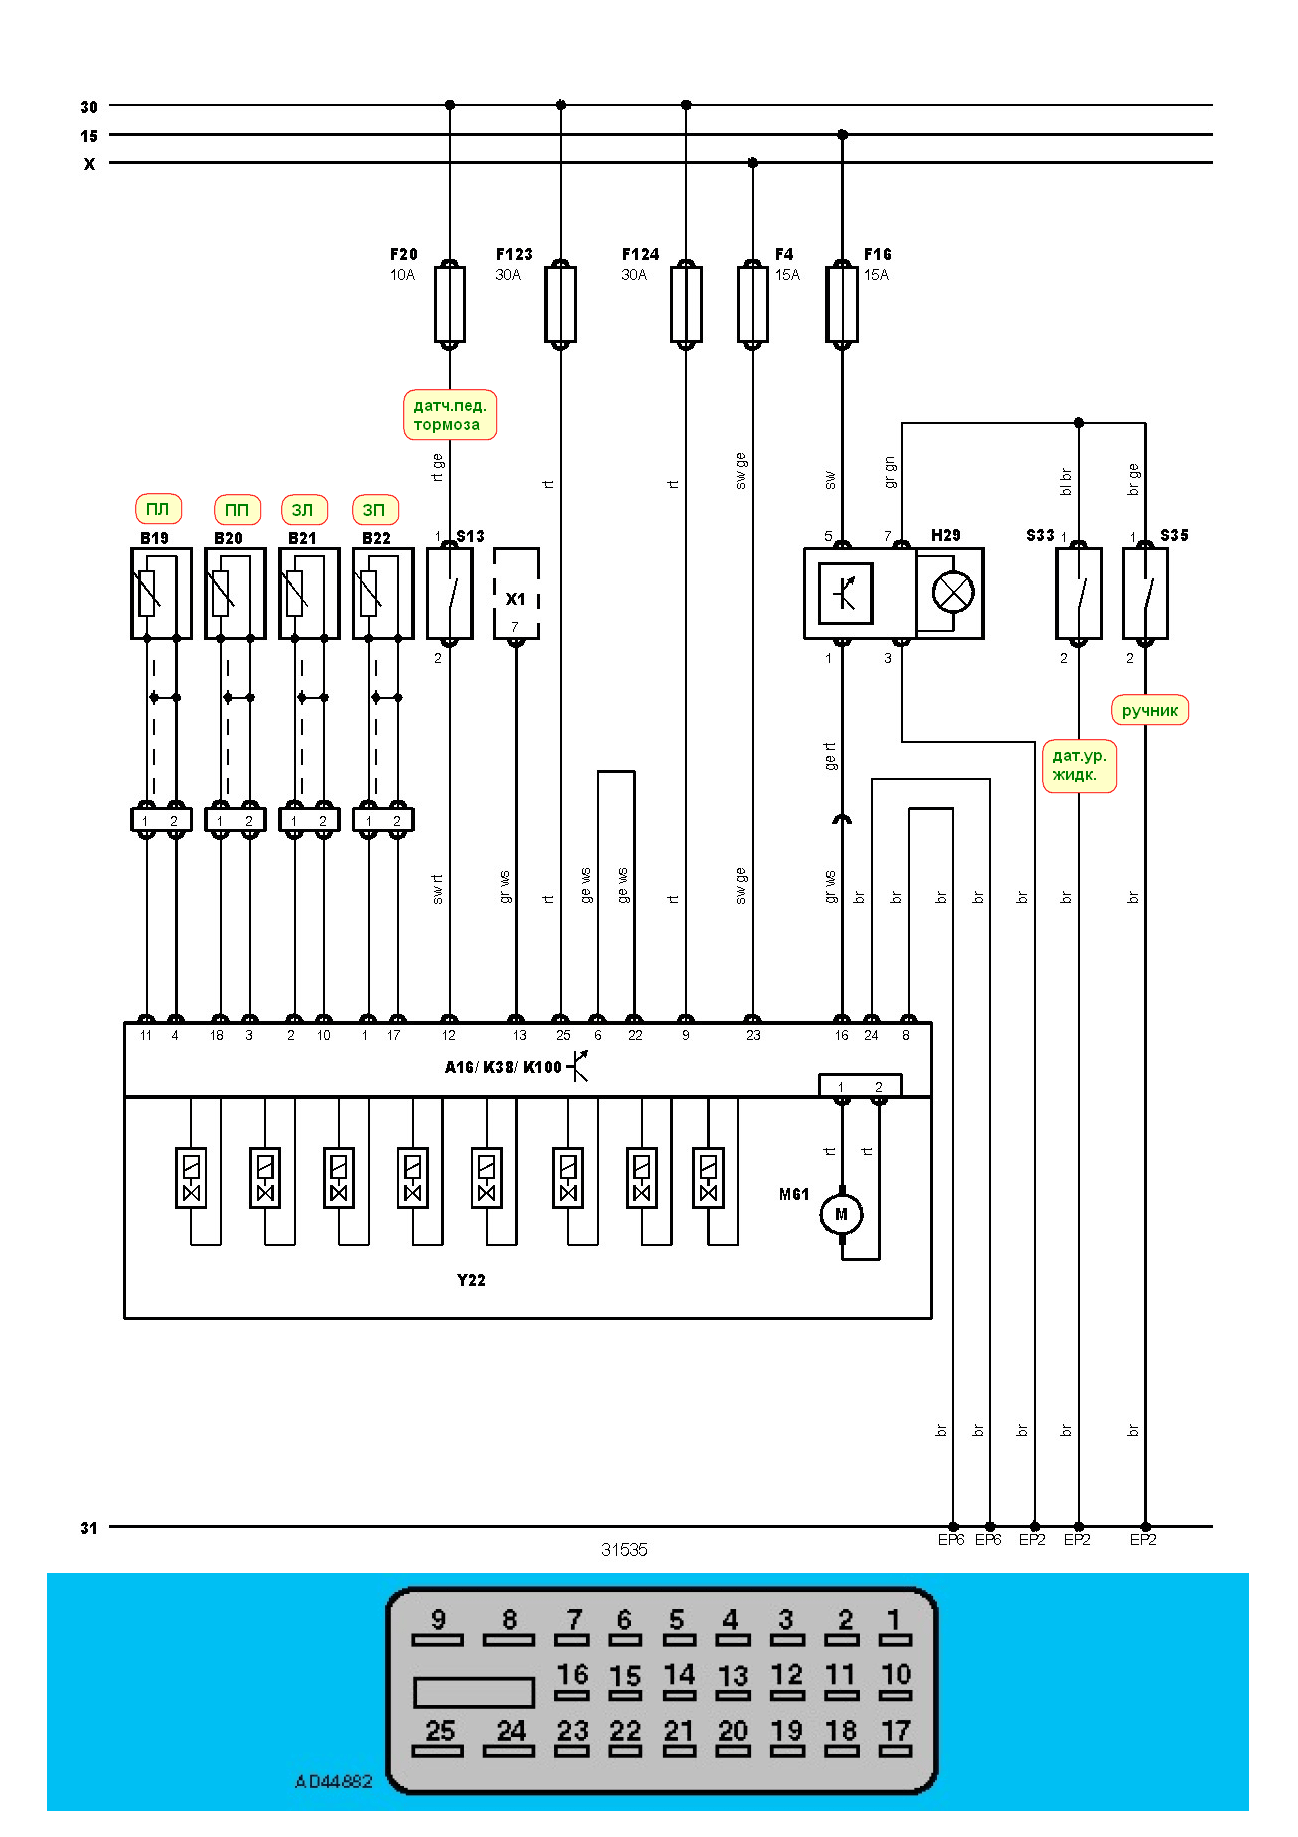 30
15
X
F20
10A
F123
30A
F124
30A
F4
15A
F16
15A
датч.пед.
тормоза
rt ge
rt
rt
sw ge
sw
gr gn
bl br
br ge
ПЛ
ПП
ЗЛ
ЗП
B19
B20
B21
B22
1
S13
5
7
H29
S33
1
1
S35
X1
7
2
1
3
2
2
ручник
ge rt
дат.ур.
жидк.
1 2
1 2
1 2
1 2
sw rt
gr ws
rt
ge ws
ge ws
rt
sw ge
gr ws
br
br
br
br
br
br
br
11 4 18 3 2 10 1 17 12 13 25 6 22 9 23 16 24 8
A16/ K38/ K100
1 2
rt
rt
M61
M
Y22
br
br
br
br
br
31
EP6 EP6 EP2 EP2 EP2
31535
9 8 7 6 5 4 3 2 1
16 15 14 13 12 11 10
25 24 23 22 21 20 19 18 17
AD44882